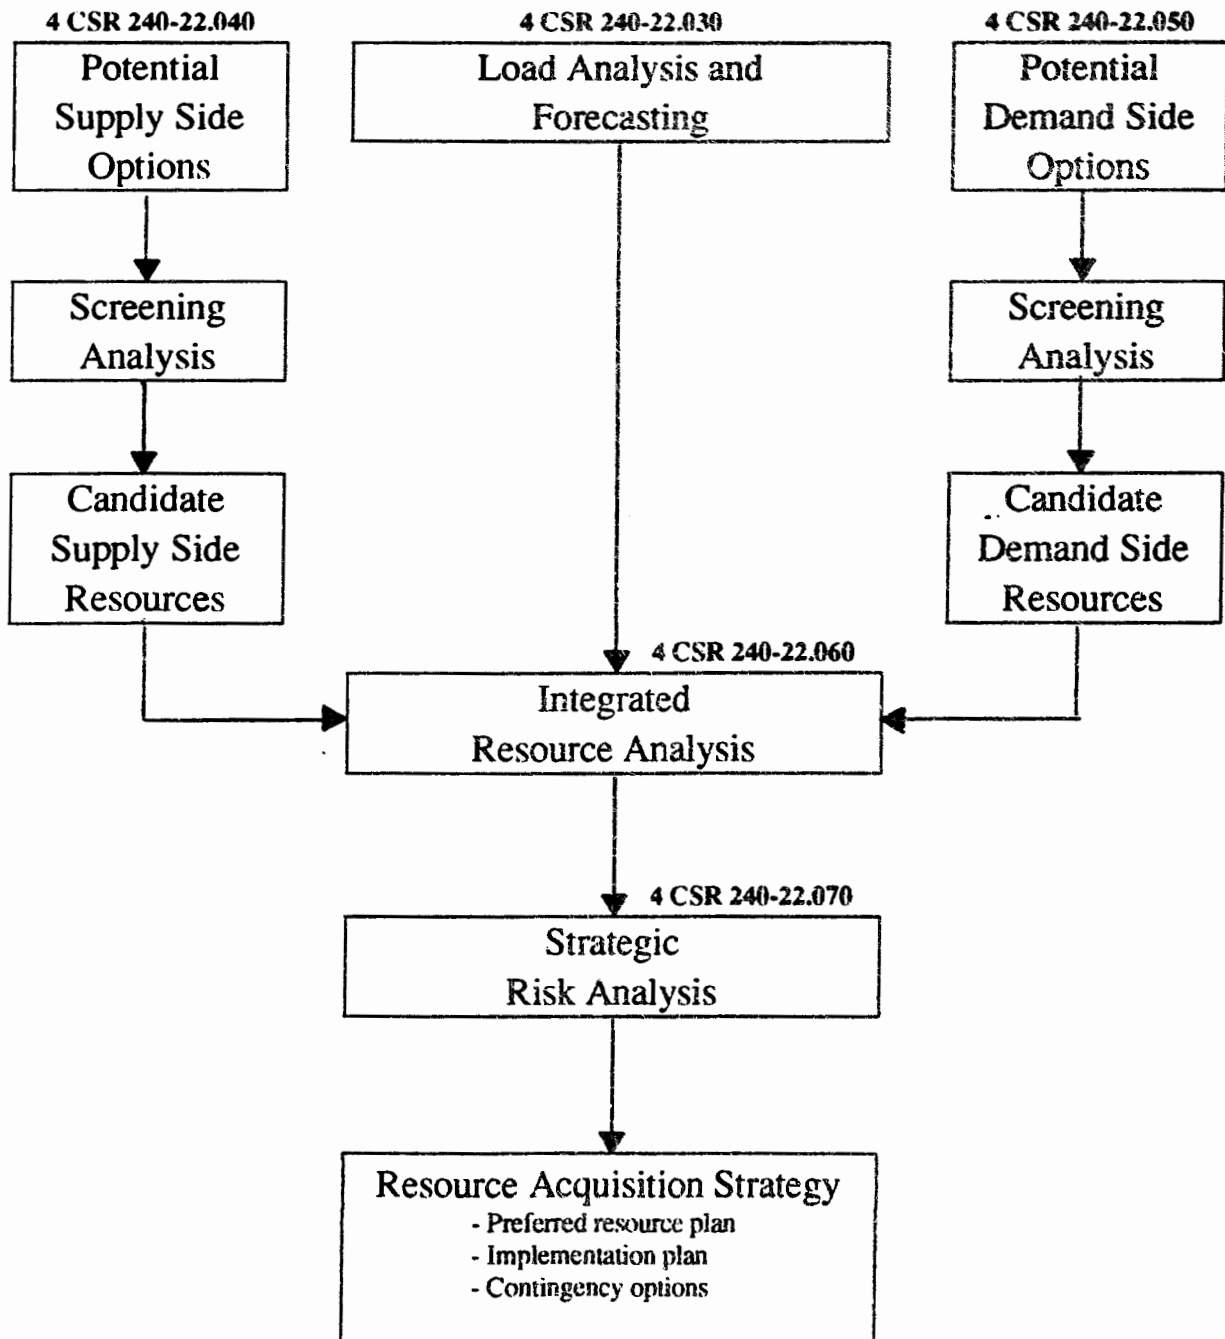 4 CSR 240-22.040
Potential
Supply Side
Options
4 CSR 240-22.030
Load Analysis and
Forecasting
4 CSR 240-22.050
Potential
Demand Side
Options
Screening
Analysis
Screening
Analysis
Candidate
Supply Side
Resources
Candidate
Demand Side
Resources
4 CSR 240-22.060
Integrated
Resource Analysis
4 CSR 240-22.070
Strategic
Risk Analysis
Resource Acquisition Strategy
- Preferred resource plan
- Implementation plan
- Contingency options